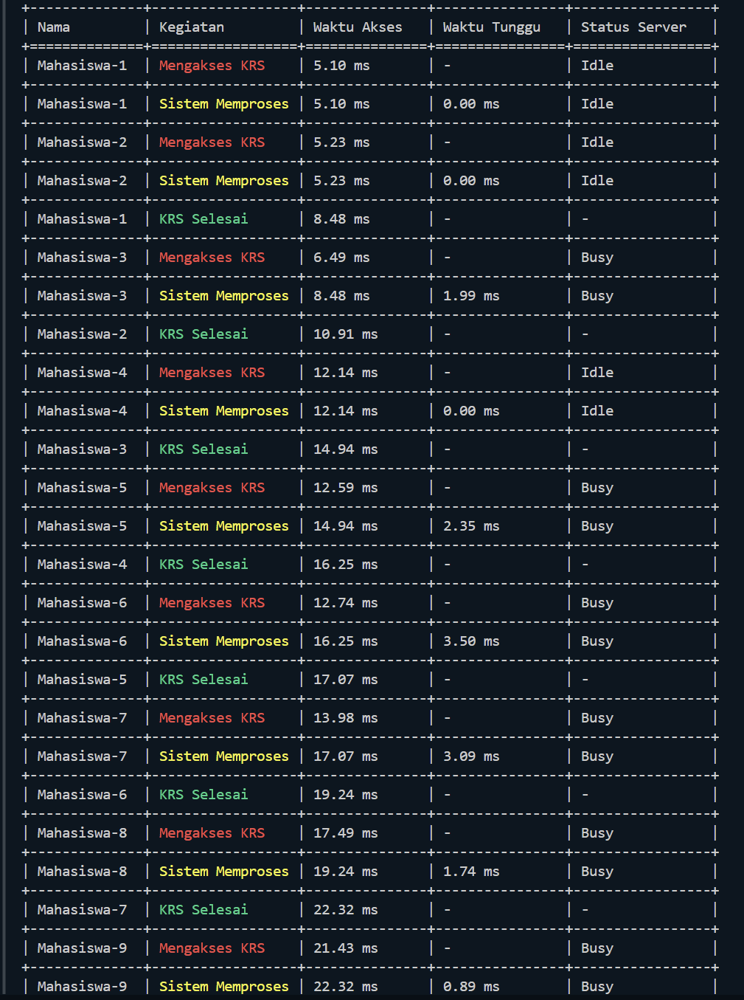 +--------------+------------------+---------------+----------------+-----------------+
| Nama         | Kegiatan         | Waktu Akses   | Waktu Tunggu   | Status Server   |
+==============+==================+===============+================+=================+
| Mahasiswa-1  | Mengakses KRS    | 5.10 ms       | -              | Idle            |
+--------------+------------------+---------------+----------------+-----------------+
| Mahasiswa-1  | Sistem Memproses | 5.10 ms       | 0.00 ms        | Idle            |
+--------------+------------------+---------------+----------------+-----------------+
| Mahasiswa-2  | Mengakses KRS    | 5.23 ms       | -              | Idle            |
+--------------+------------------+---------------+----------------+-----------------+
| Mahasiswa-2  | Sistem Memproses | 5.23 ms       | 0.00 ms        | Idle            |
+--------------+------------------+---------------+----------------+-----------------+
| Mahasiswa-1  | KRS Selesai      | 8.48 ms       | -              | -               |
+--------------+------------------+---------------+----------------+-----------------+
| Mahasiswa-3  | Mengakses KRS    | 6.49 ms       | -              | Busy            |
+--------------+------------------+---------------+----------------+-----------------+
| Mahasiswa-3  | Sistem Memproses | 8.48 ms       | 1.99 ms        | Busy            |
+--------------+------------------+---------------+----------------+-----------------+
| Mahasiswa-2  | KRS Selesai      | 10.91 ms      | -              | -               |
+--------------+------------------+---------------+----------------+-----------------+
| Mahasiswa-4  | Mengakses KRS    | 12.14 ms      | -              | Idle            |
+--------------+------------------+---------------+----------------+-----------------+
| Mahasiswa-4  | Sistem Memproses | 12.14 ms      | 0.00 ms        | Idle            |
+--------------+------------------+---------------+----------------+-----------------+
| Mahasiswa-3  | KRS Selesai      | 14.94 ms      | -              | -               |
+--------------+------------------+---------------+----------------+-----------------+
| Mahasiswa-5  | Mengakses KRS    | 12.59 ms      | -              | Busy            |
+--------------+------------------+---------------+----------------+-----------------+
| Mahasiswa-5  | Sistem Memproses | 14.94 ms      | 2.35 ms        | Busy            |
+--------------+------------------+---------------+----------------+-----------------+
| Mahasiswa-4  | KRS Selesai      | 16.25 ms      | -              | -               |
+--------------+------------------+---------------+----------------+-----------------+
| Mahasiswa-6  | Mengakses KRS    | 12.74 ms      | -              | Busy            |
+--------------+------------------+---------------+----------------+-----------------+
| Mahasiswa-6  | Sistem Memproses | 16.25 ms      | 3.50 ms        | Busy            |
+--------------+------------------+---------------+----------------+-----------------+
| Mahasiswa-5  | KRS Selesai      | 17.07 ms      | -              | -               |
+--------------+------------------+---------------+----------------+-----------------+
| Mahasiswa-7  | Mengakses KRS    | 13.98 ms      | -              | Busy            |
+--------------+------------------+---------------+----------------+-----------------+
| Mahasiswa-7  | Sistem Memproses | 17.07 ms      | 3.09 ms        | Busy            |
+--------------+------------------+---------------+----------------+-----------------+
| Mahasiswa-6  | KRS Selesai      | 19.24 ms      | -              | -               |
+--------------+------------------+---------------+----------------+-----------------+
| Mahasiswa-8  | Mengakses KRS    | 17.49 ms      | -              | Busy            |
+--------------+------------------+---------------+----------------+-----------------+
| Mahasiswa-8  | Sistem Memproses | 19.24 ms      | 1.74 ms        | Busy            |
+--------------+------------------+---------------+----------------+-----------------+
| Mahasiswa-7  | KRS Selesai      | 22.32 ms      | -              | -               |
+--------------+------------------+---------------+----------------+-----------------+
| Mahasiswa-9  | Mengakses KRS    | 21.43 ms      | -              | Busy            |
+--------------+------------------+---------------+----------------+-----------------+
| Mahasiswa-9  | Sistem Memproses | 22.32 ms      | 0.89 ms        | Busy            |